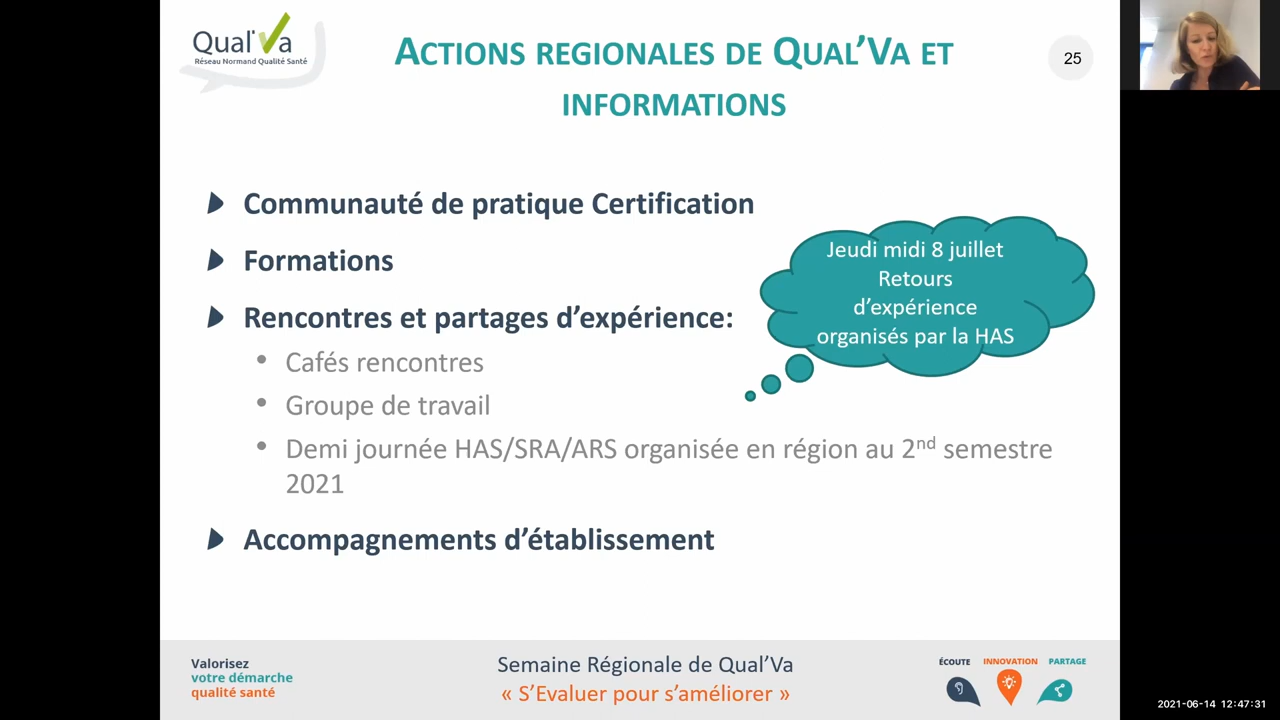 Qual'Va
Réseau Normand Qualité Santé
ACTIONS REGIONALES DE QUAL'VA ET
INFORMATIONS
25
Communauté de pratique Certification
Formations
Rencontres et partages d'expérience:
• Cafés rencontres
• Groupe de travail
• Demi journée HAS/SRA/ARS organisée en région au 2nd semestre
2021
Accompagnements d'établissement
Jeudi midi 8 juillet
Retours
d'expérience
organisés par la HAS
Valorisez
votre démarche
qualité santé
Semaine Régionale de Qual'Va
« S'Evaluer pour s'améliorer »
ÉCOUTE INNOVATION PARTAGE
2021-06-14 12:47:31